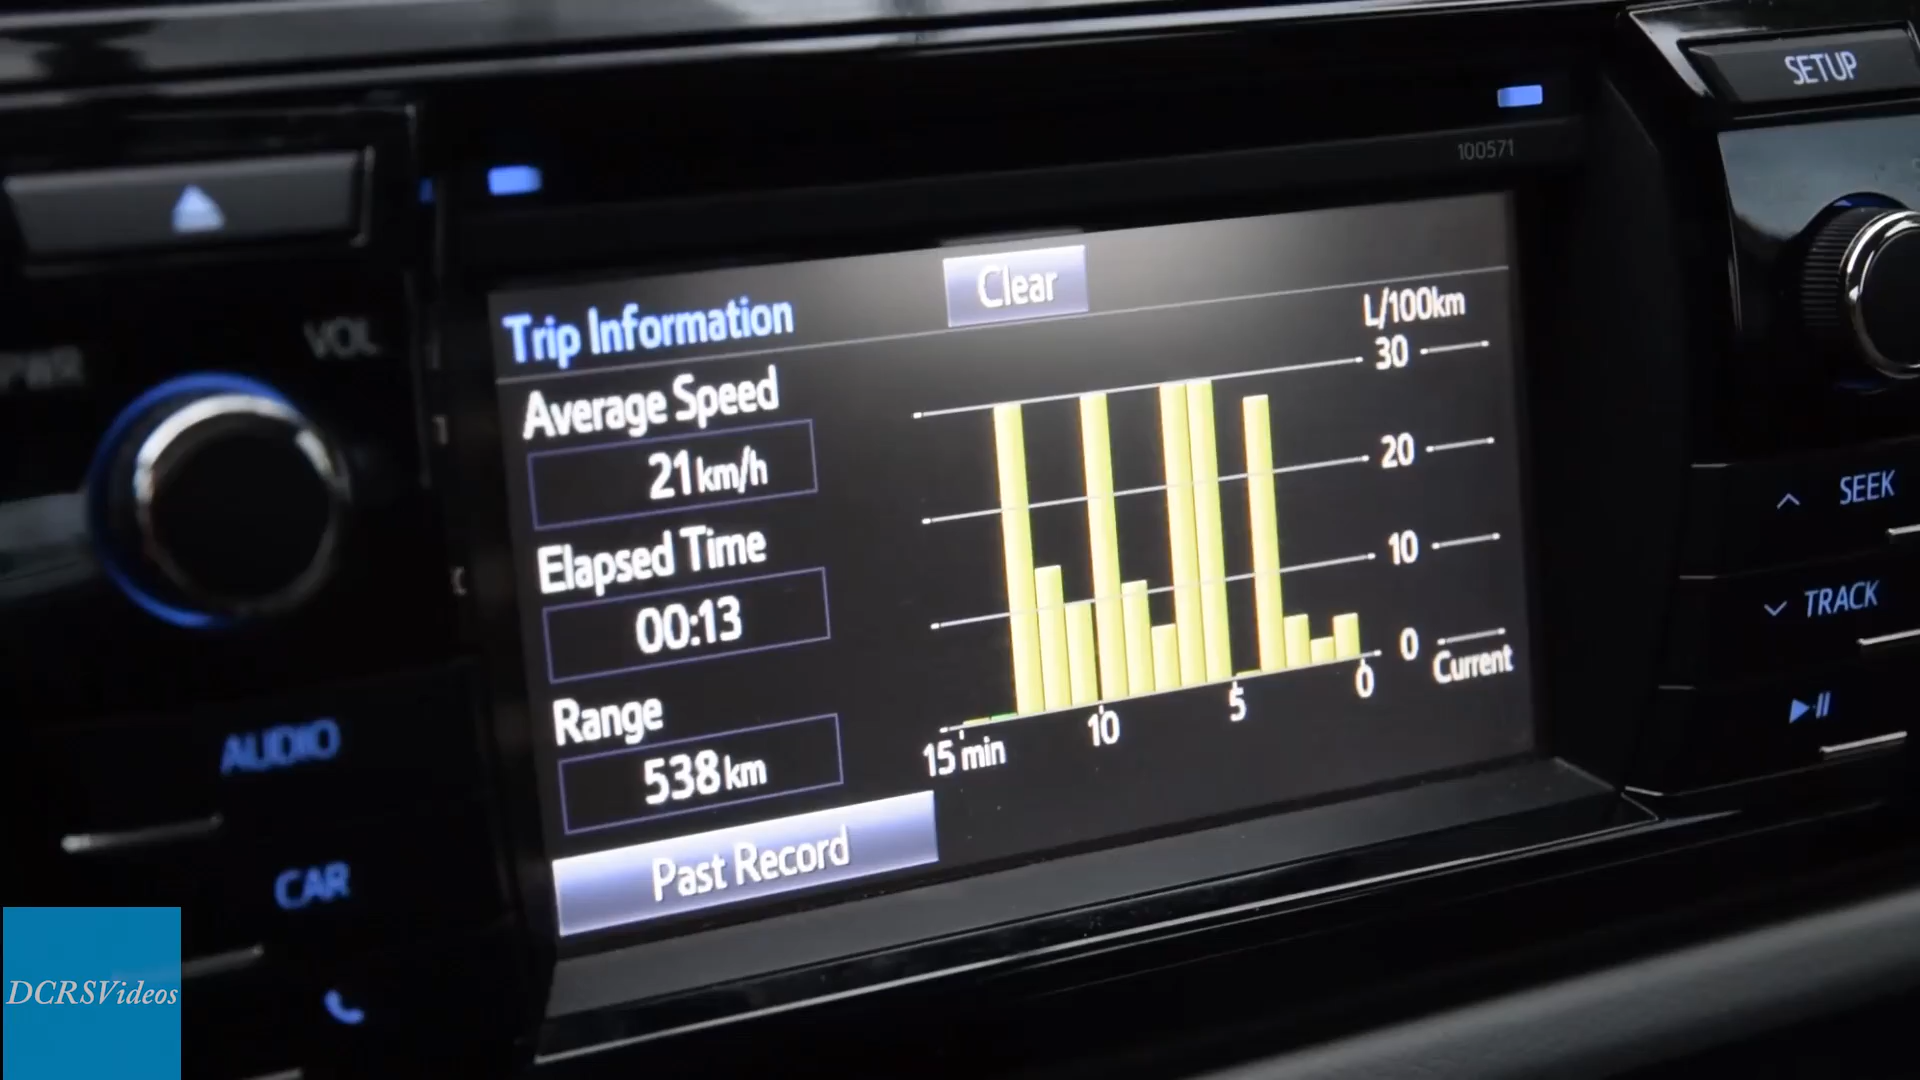 SETUP
100571
Clear
Trip Information
L/100km
VOL
PWR
30
Average Speed
21 km/h
20
SEEK
Elapsed Time
10
00:13
TRACK
0
Current
Range
15 min
10
5
0
538 km
AUDIO
Past Record
CAR
DCRSVideos